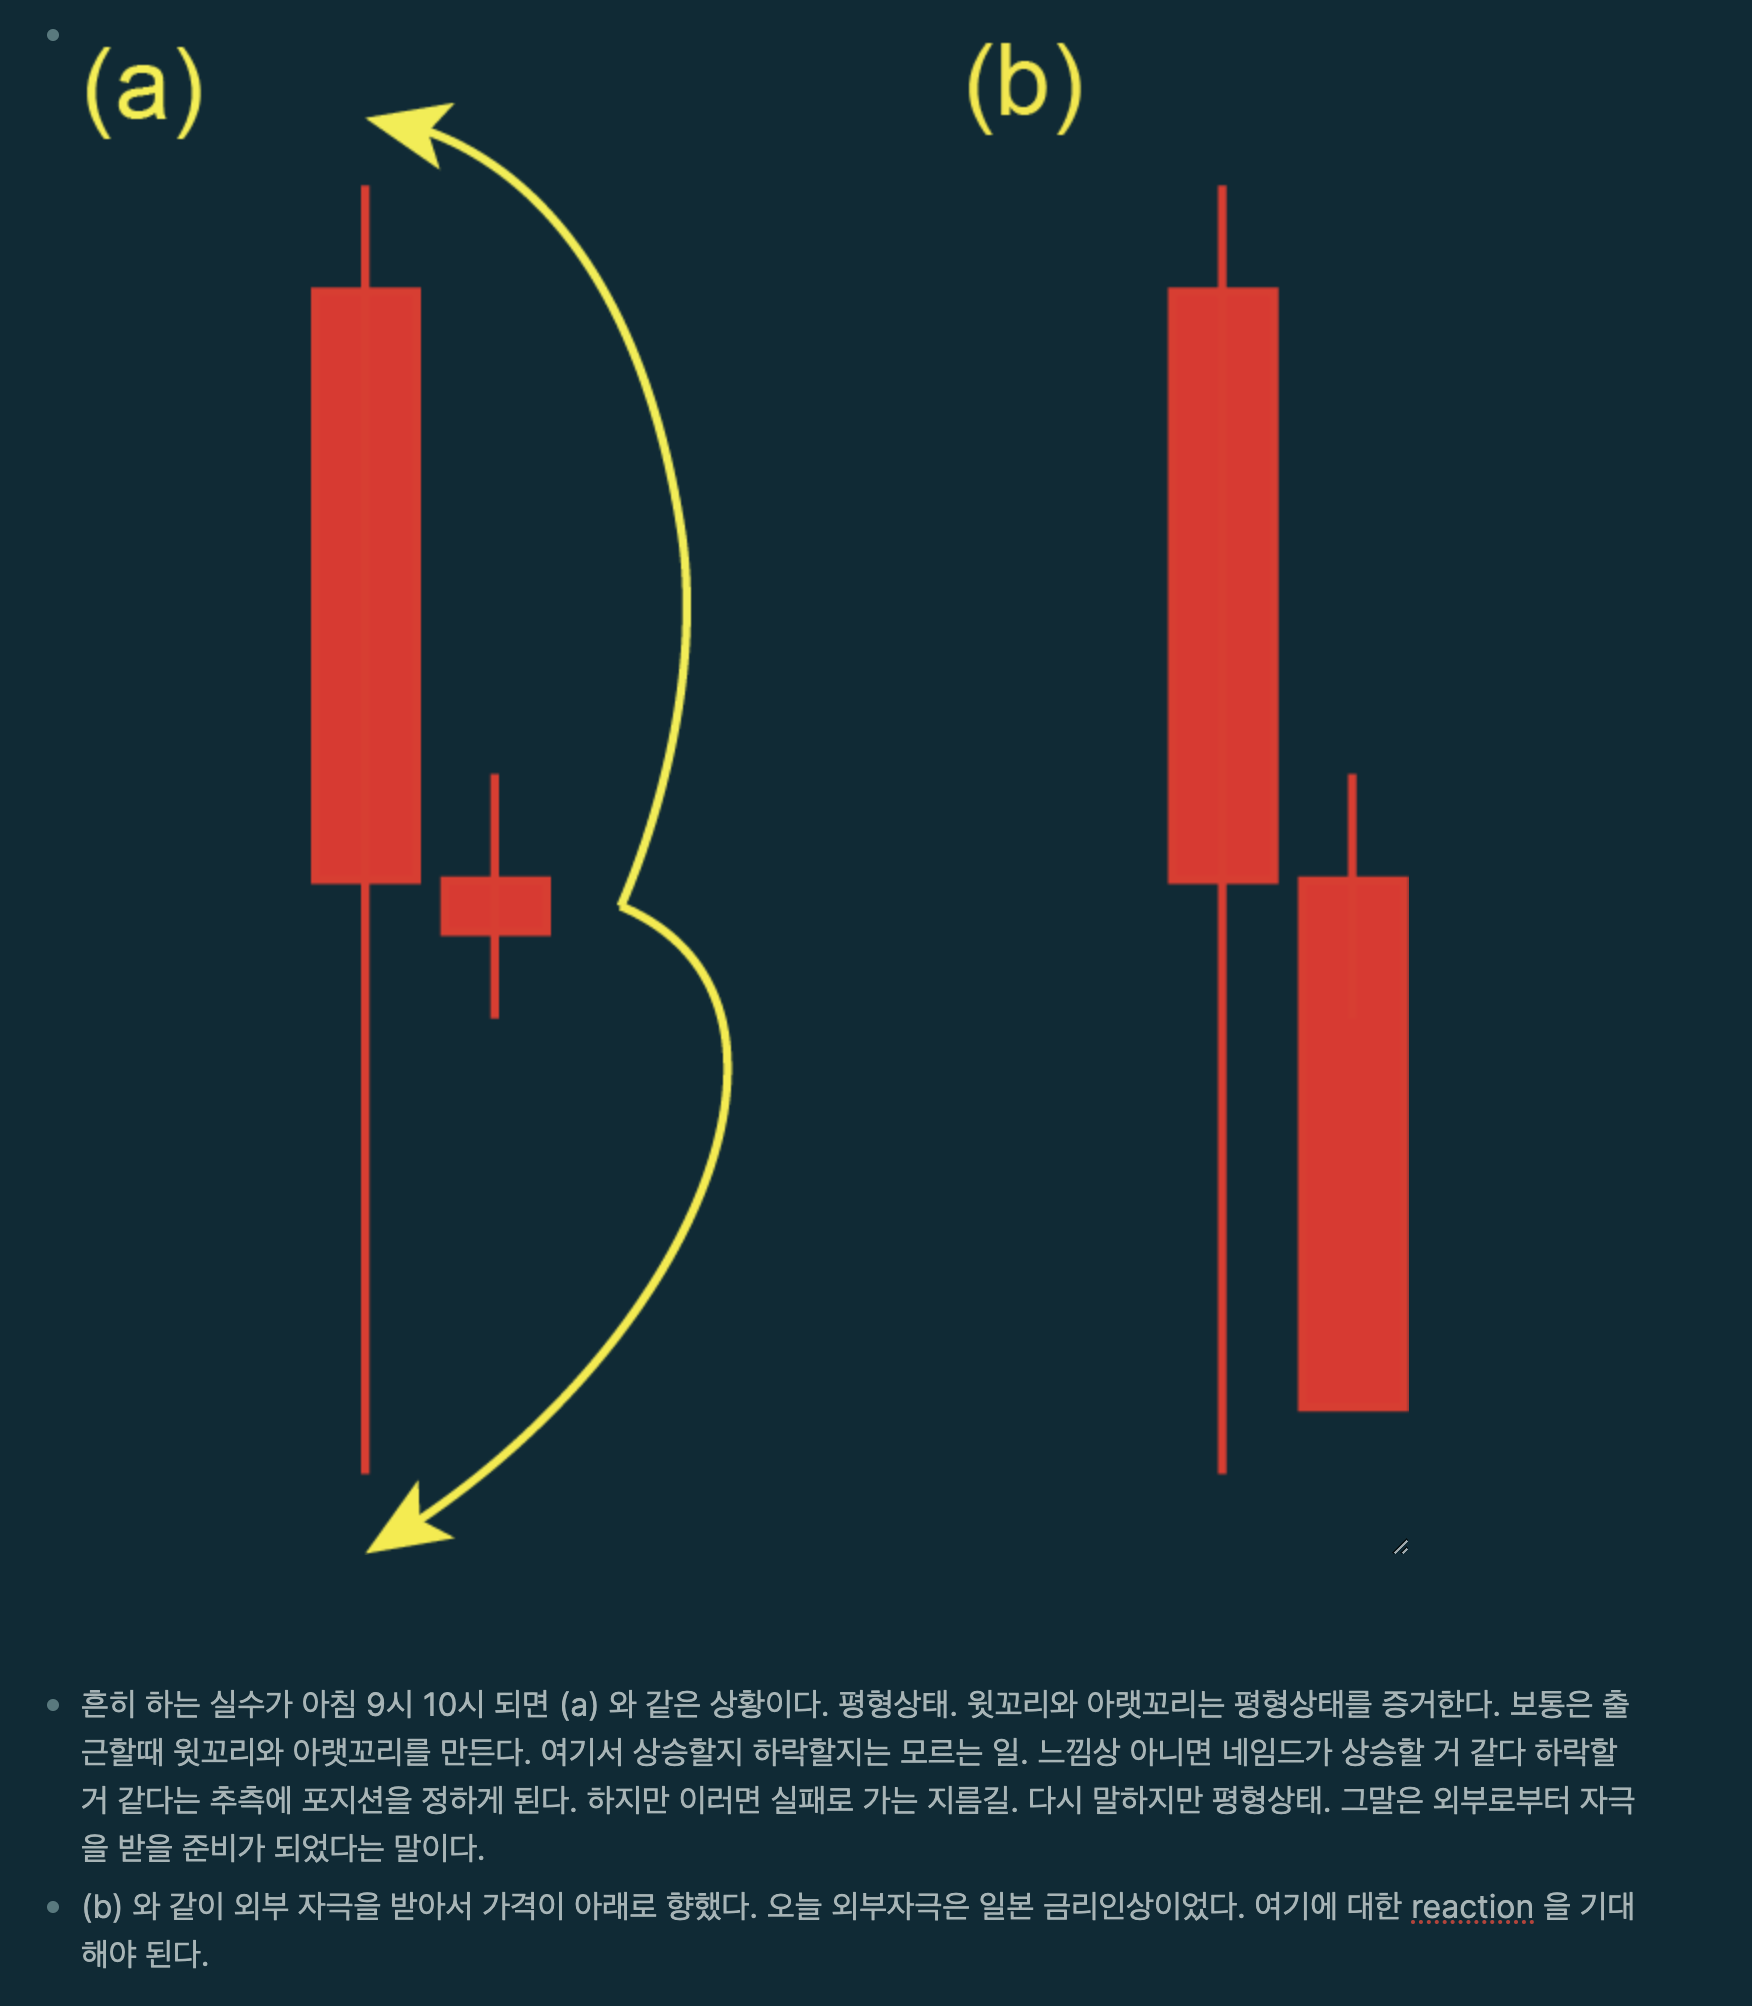 (a)
(b)
흔히 하는 실수가 아침 9시 10시 되면 (a) 와 같은 상황이다. 평형상태. 윗꼬리와 아랫꼬리는 평형상태를 증거한다. 보통은 출
근할때 윗꼬리와 아랫꼬리를 만든다. 여기서 상승할지 하락할지는 모르는 일. 느낌상 아니면 네임드가 상승할 거 같다 하락할
거 같다는 추측에 포지션을 정하게 된다. 하지만 이러면 실패로 가는 지름길. 다시 말하지만 평형상태. 그말은 외부로부터 자극
을 받을 준비가 되었다는 말이다.
(b) 와 같이 외부 자극을 받아서 가격이 아래로 향했다. 오늘 외부자극은 일본 금리인상이었다. 여기에 대한 reaction 을 기대
해야 된다.